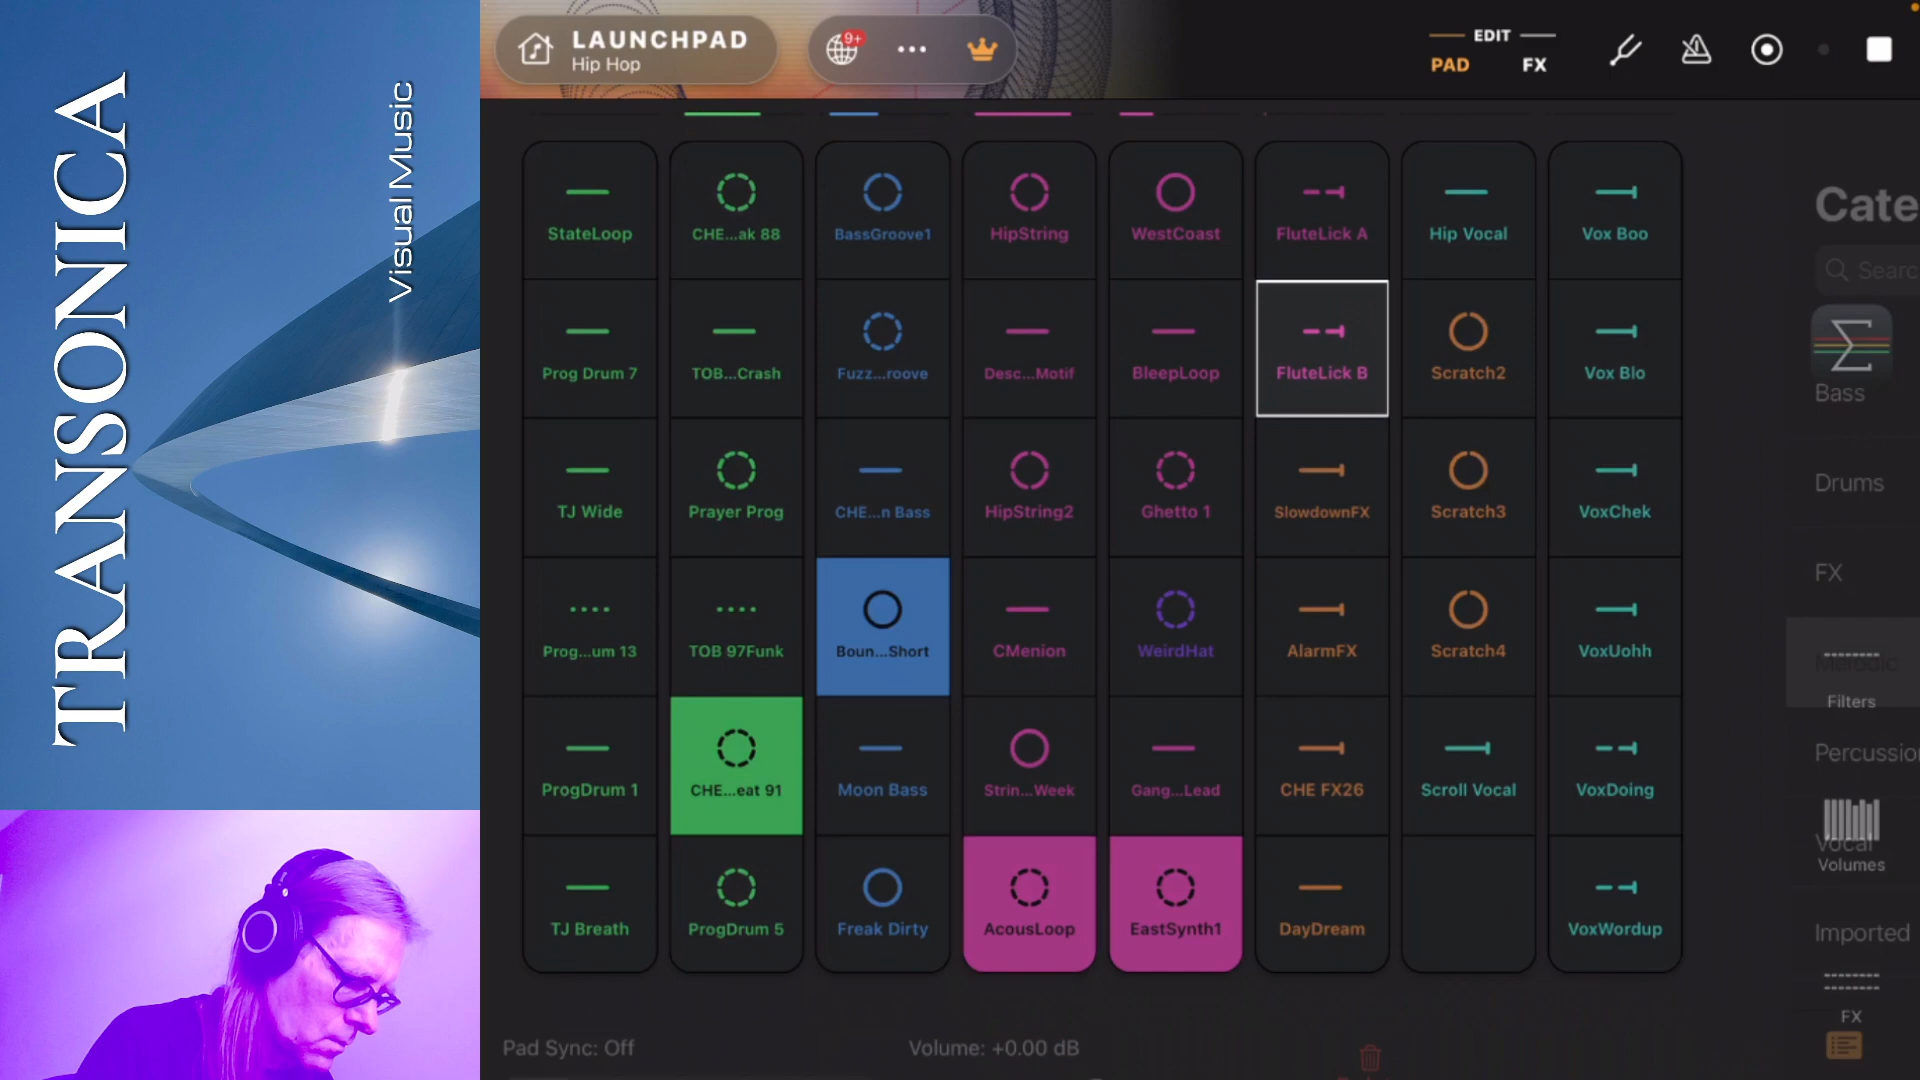 TRANSONICA
Visual Music
LAUNCHPAD
Hip Hop
9+
EDIT
PAD
FX
StateLoop
CHE...ak 88
BassGroove1
HipString
WestCoast
FluteLick A
Hip Vocal
Vox Boo
Prog Drum 7
TOB...Crash
Fuzz...roove
Desc...Motif
BleepLoop
FluteLick B
Scratch2
Vox Blo
TJ Wide
Prayer Prog
CHE...n Bass
HipString2
Ghetto 1
SlowdownFX
Scratch3
VoxChek
Prog...um 13
TOB 97Funk
Boun...Short
CMenion
WeirdHat
AlarmFX
Scratch4
VoxUohh
ProgDrum 1
CHE...eat 91
Moon Bass
Strin...Week
Gang...Lead
CHE FX26
Scroll Vocal
VoxDoing
TJ Breath
ProgDrum 5
Freak Dirty
AcousLoop
EastSynth1
DayDream
VoxWordup
Cate
Searc
Bass
Drums
FX
Melodic
Filters
Percussion
Vocal
Volumes
Imported
FX
Pad Sync: Off
Volume: +0.00 dB